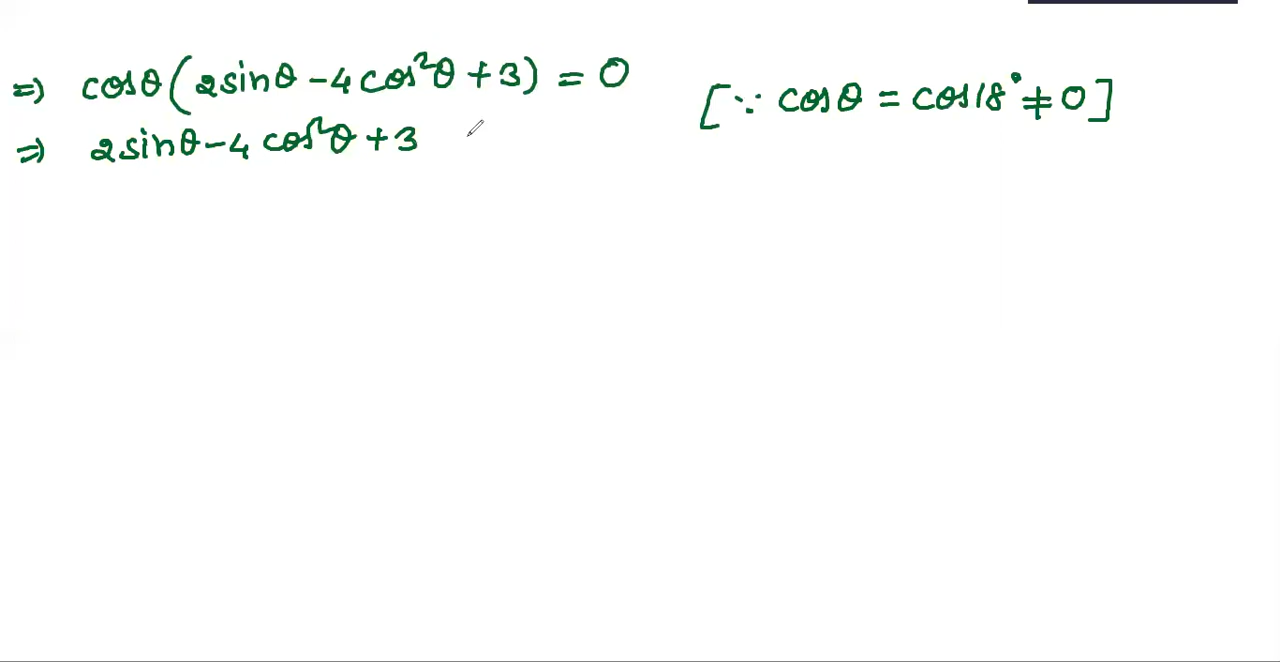 ⇒ cosθ(2sinθ - 4cos²θ + 3) = 0 [∵ cosθ = cos18° ≠ 0]
⇒ 2sinθ - 4cos²θ + 3